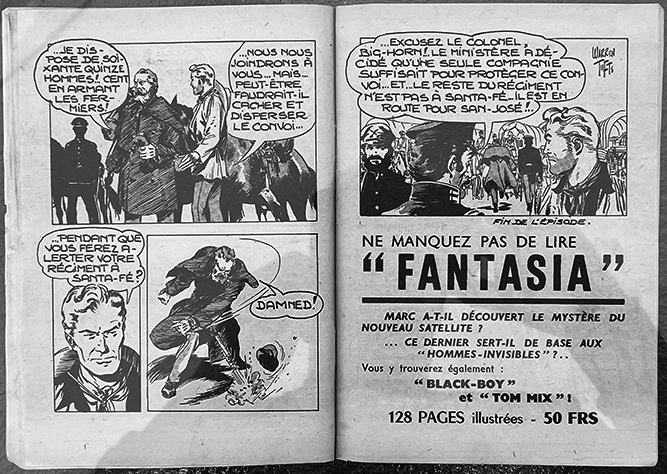 ...JE DIS-
POSE DE SOI-
XANTE QUINZE
HOMMES!! CENT
EN ARMANT
LES FER-
MIERS!
...NOUS NOUS
JOINDRONS À
VOUS... MAIS...
PEUT-ÊTRE
FAUDRAIT-IL
CACHER ET
DISPERSER
LE CONVOI...
...PENDANT QUE
VOUS FEREZ A-
LERTER VOTRE
RÉGIMENT À
SANTA-FÉ?
DAMNED!
...EXCUSEZ LE COLONEL,
BIG-HORN!. LE MINISTÈRE A DÉ-
CIDÉ QU'UNE SEULE COMPAGNIE
SUFFISAIT POUR PROTÉGER CE CON-
VOI... ET... LE RESTE DU RÉGIMENT
N'EST PAS À SANTA-FÉ... IL EST EN
ROUTE POUR SAN-JOSÉ!!.
WARREN
TUFTS
FIN DE L'ÉPISODE.
NE MANQUEZ PAS DE LIRE
"FANTASIA"
MARC A-T-IL DÉCOUVERT LE MYSTÈRE DU
NOUVEAU SATELLITE ?
... CE DERNIER SERT-IL DE BASE AUX
"HOMMES-INVISIBLES" ?..
Vous y trouverez également :
"BLACK-BOY"
et "TOM MIX" !
128 PAGES illustrées - 50 FRS